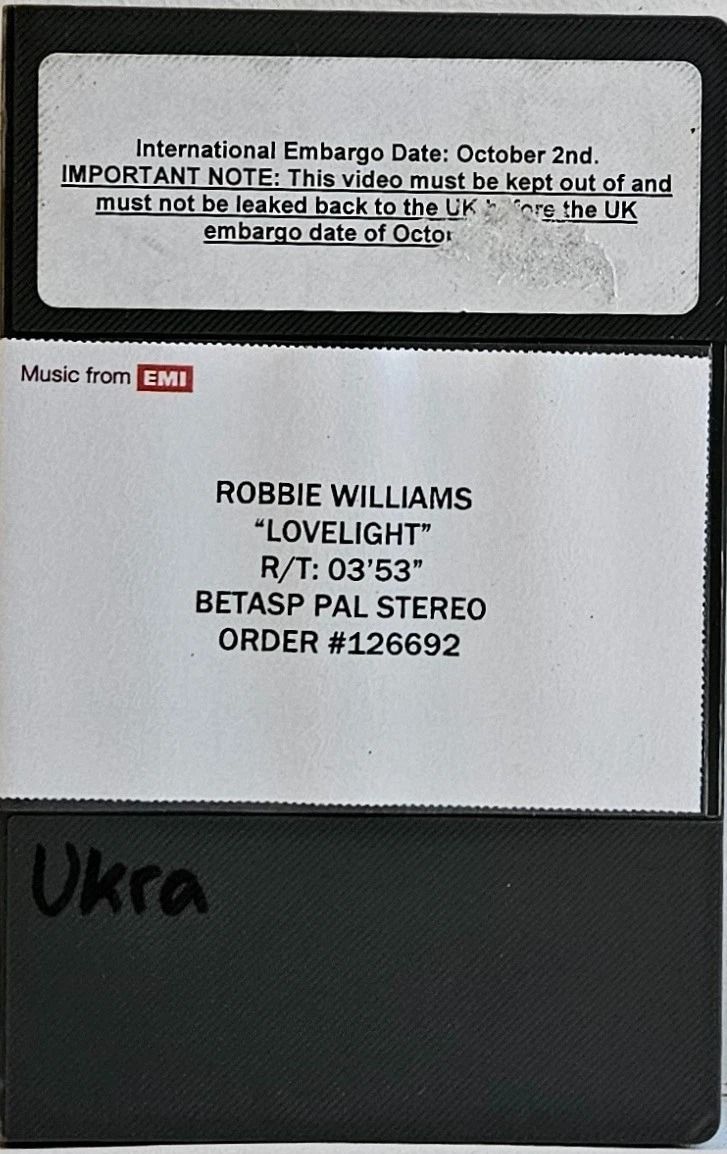 International Embargo Date: October 2nd.
IMPORTANT NOTE: This video must be kept out of and
must not be leaked back to the UK the UK
embargo date of
Music from EMI
ROBBIE WILLIAMS
“LOVELIGHT”
R/T: 03’53”
BETASP PAL STEREO
ORDER #126692
Ukra